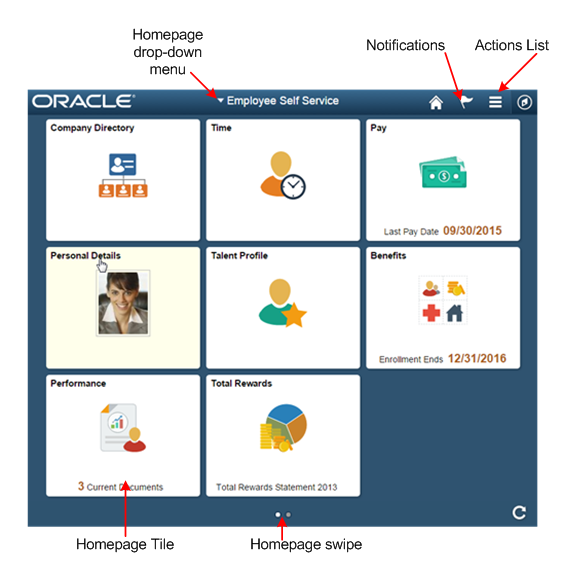 Homepage
drop-down
menu
Notifications
Actions List
ORACLE®
Employee Self Service
Company Directory
Time
Pay
Last Pay Date 09/30/2015
Personal Details
Talent Profile
Benefits
Enrollment Ends 12/31/2016
Performance
Total Rewards
3 Current Documents
Total Rewards Statement 2013
Homepage Tile
Homepage swipe